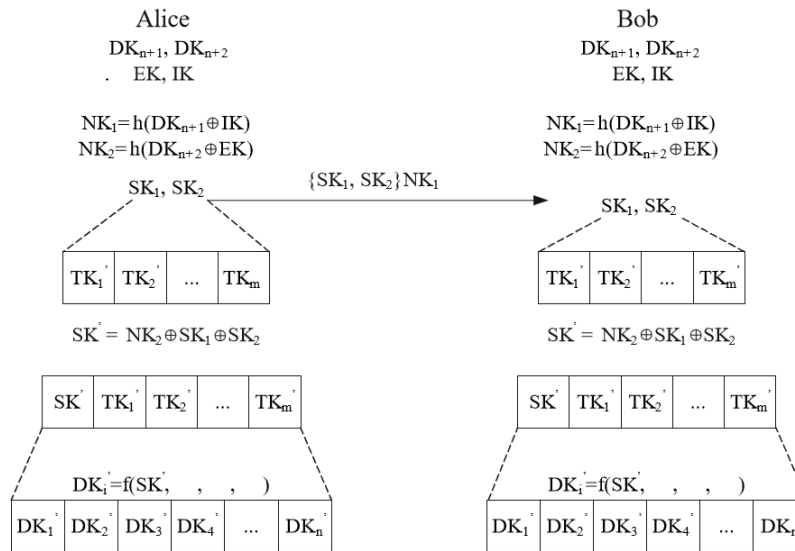 Alice
DKₙ₊₁, DKₙ₊₂
. EK, IK
NK₁=h(DKₙ₊₁⊕IK)
NK₂=h(DKₙ₊₂⊕EK)
SK₁, SK₂
TK₁' TK₂' ... TKₘ
SK' = NK₂⊕SK₁⊕SK₂
SK' TK₁' TK₂' ... TKₘ'
DKᵢ'=f(SK', , , )
DK₁' DK₂' DK₃' DK₄' ... DKₙ'
{SK₁, SK₂}NK₁
Bob
DKₙ₊₁, DKₙ₊₂
EK, IK
NK₁=h(DKₙ₊₁⊕IK)
NK₂=h(DKₙ₊₂⊕EK)
SK₁, SK₂
TK₁' TK₂' ... TKₘ'
SK' = NK₂⊕SK₁⊕SK₂
SK' TK₁' TK₂' ... TKₘ'
DKᵢ'=f(SK', , , )
DK₁' DK₂' DK₃' DK₄' ... DKₙ